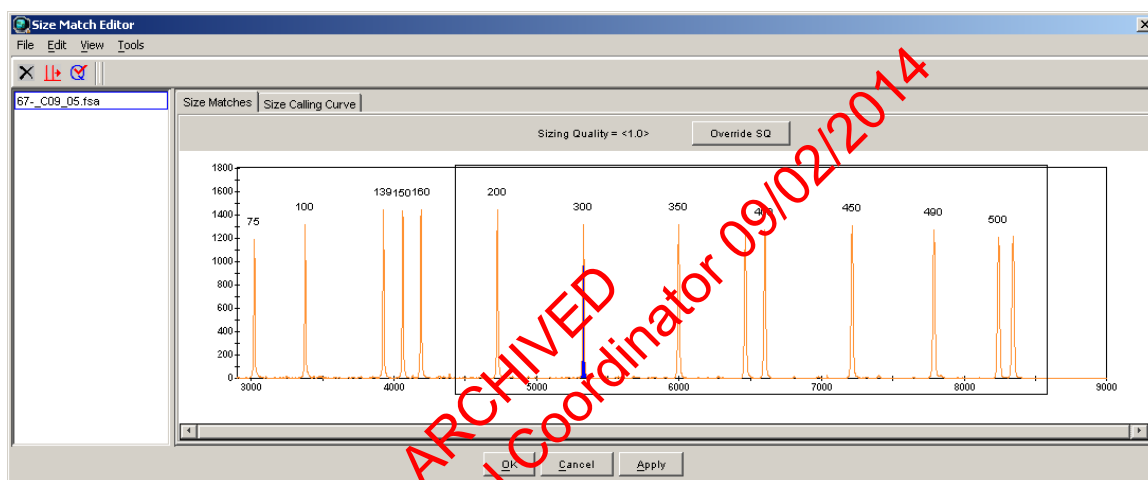 Size Match Editor
File Edit View Tools
67-_C09_05.fsa
Size Matches Size Calling Curve
Sizing Quality = <1.0> Override SQ
75 100 139 150 160 200 300 350 450 490 500
1800
1600
1400
1200
1000
800
600
400
200
0
3000 4000 5000 6000 7000 8000 9000
OK Cancel Apply
ARCHIVED
Coordinator 09/02/2014